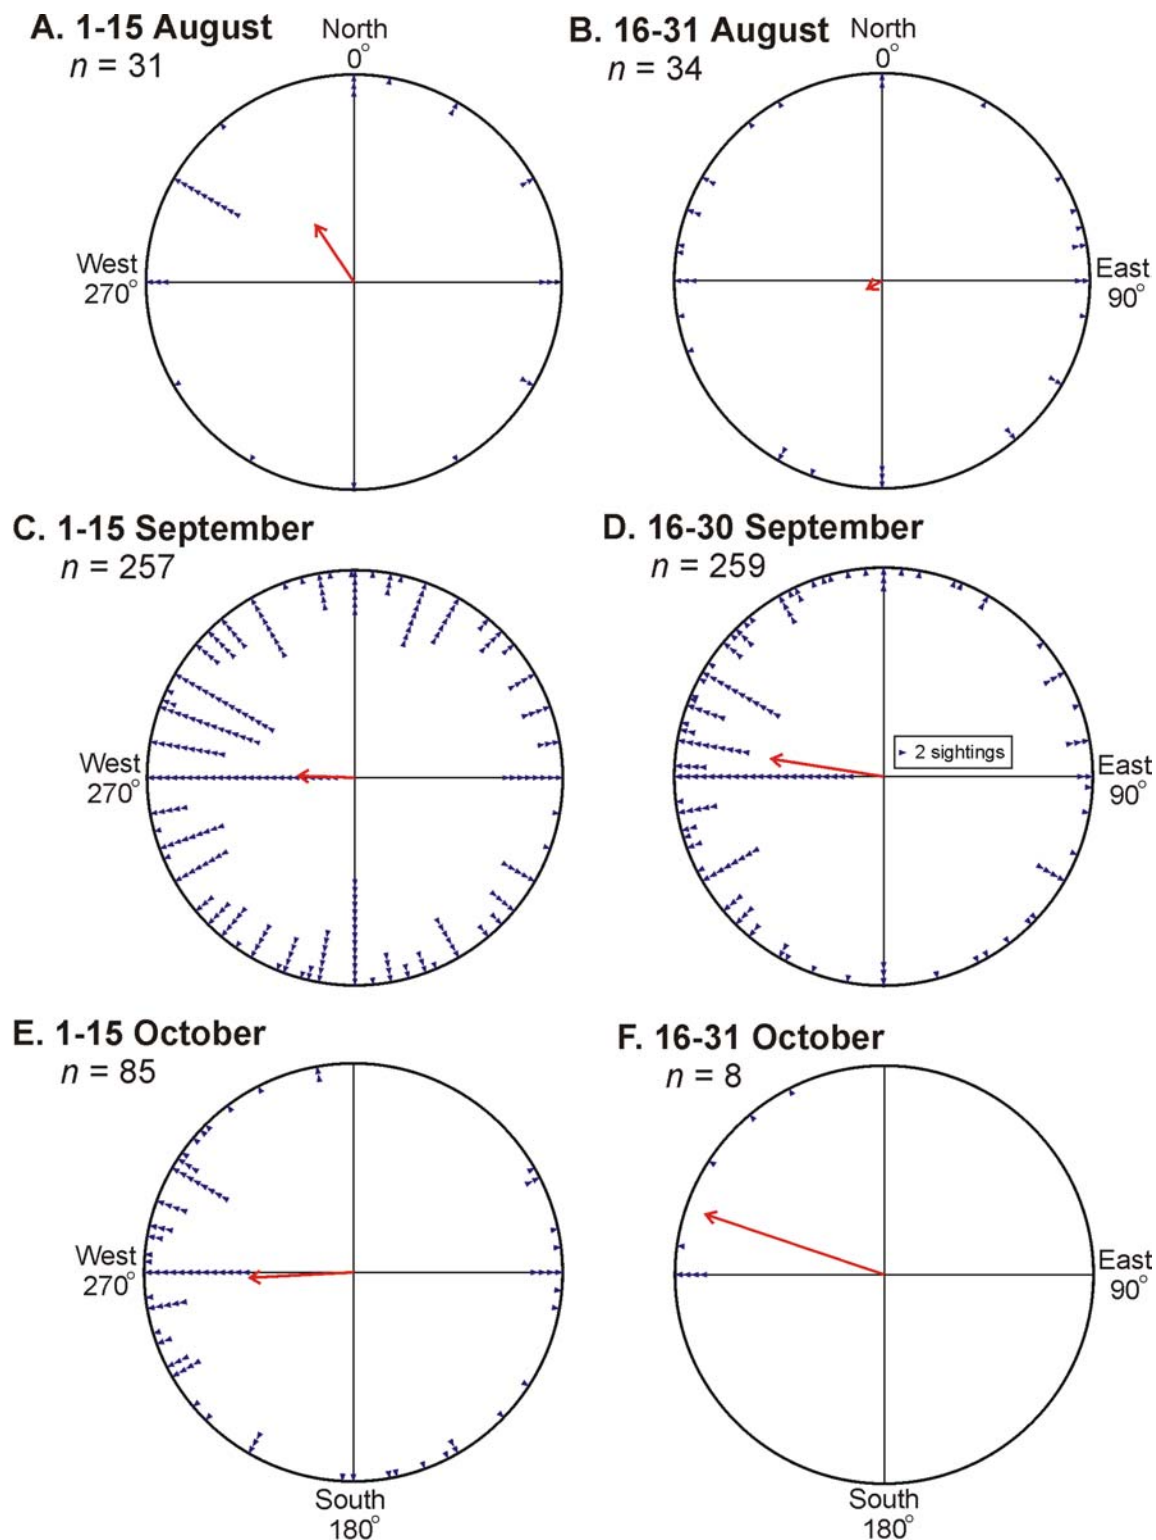 A. 1-15 August
n = 31
North
0°
B. 16-31 August
n = 34
North
0°
West
270°
East
90°
C. 1-15 September
n = 257
D. 16-30 September
n = 259
West
270°
2 sightings
East
90°
E. 1-15 October
n = 85
F. 16-31 October
n = 8
West
270°
East
90°
South
180°
South
180°